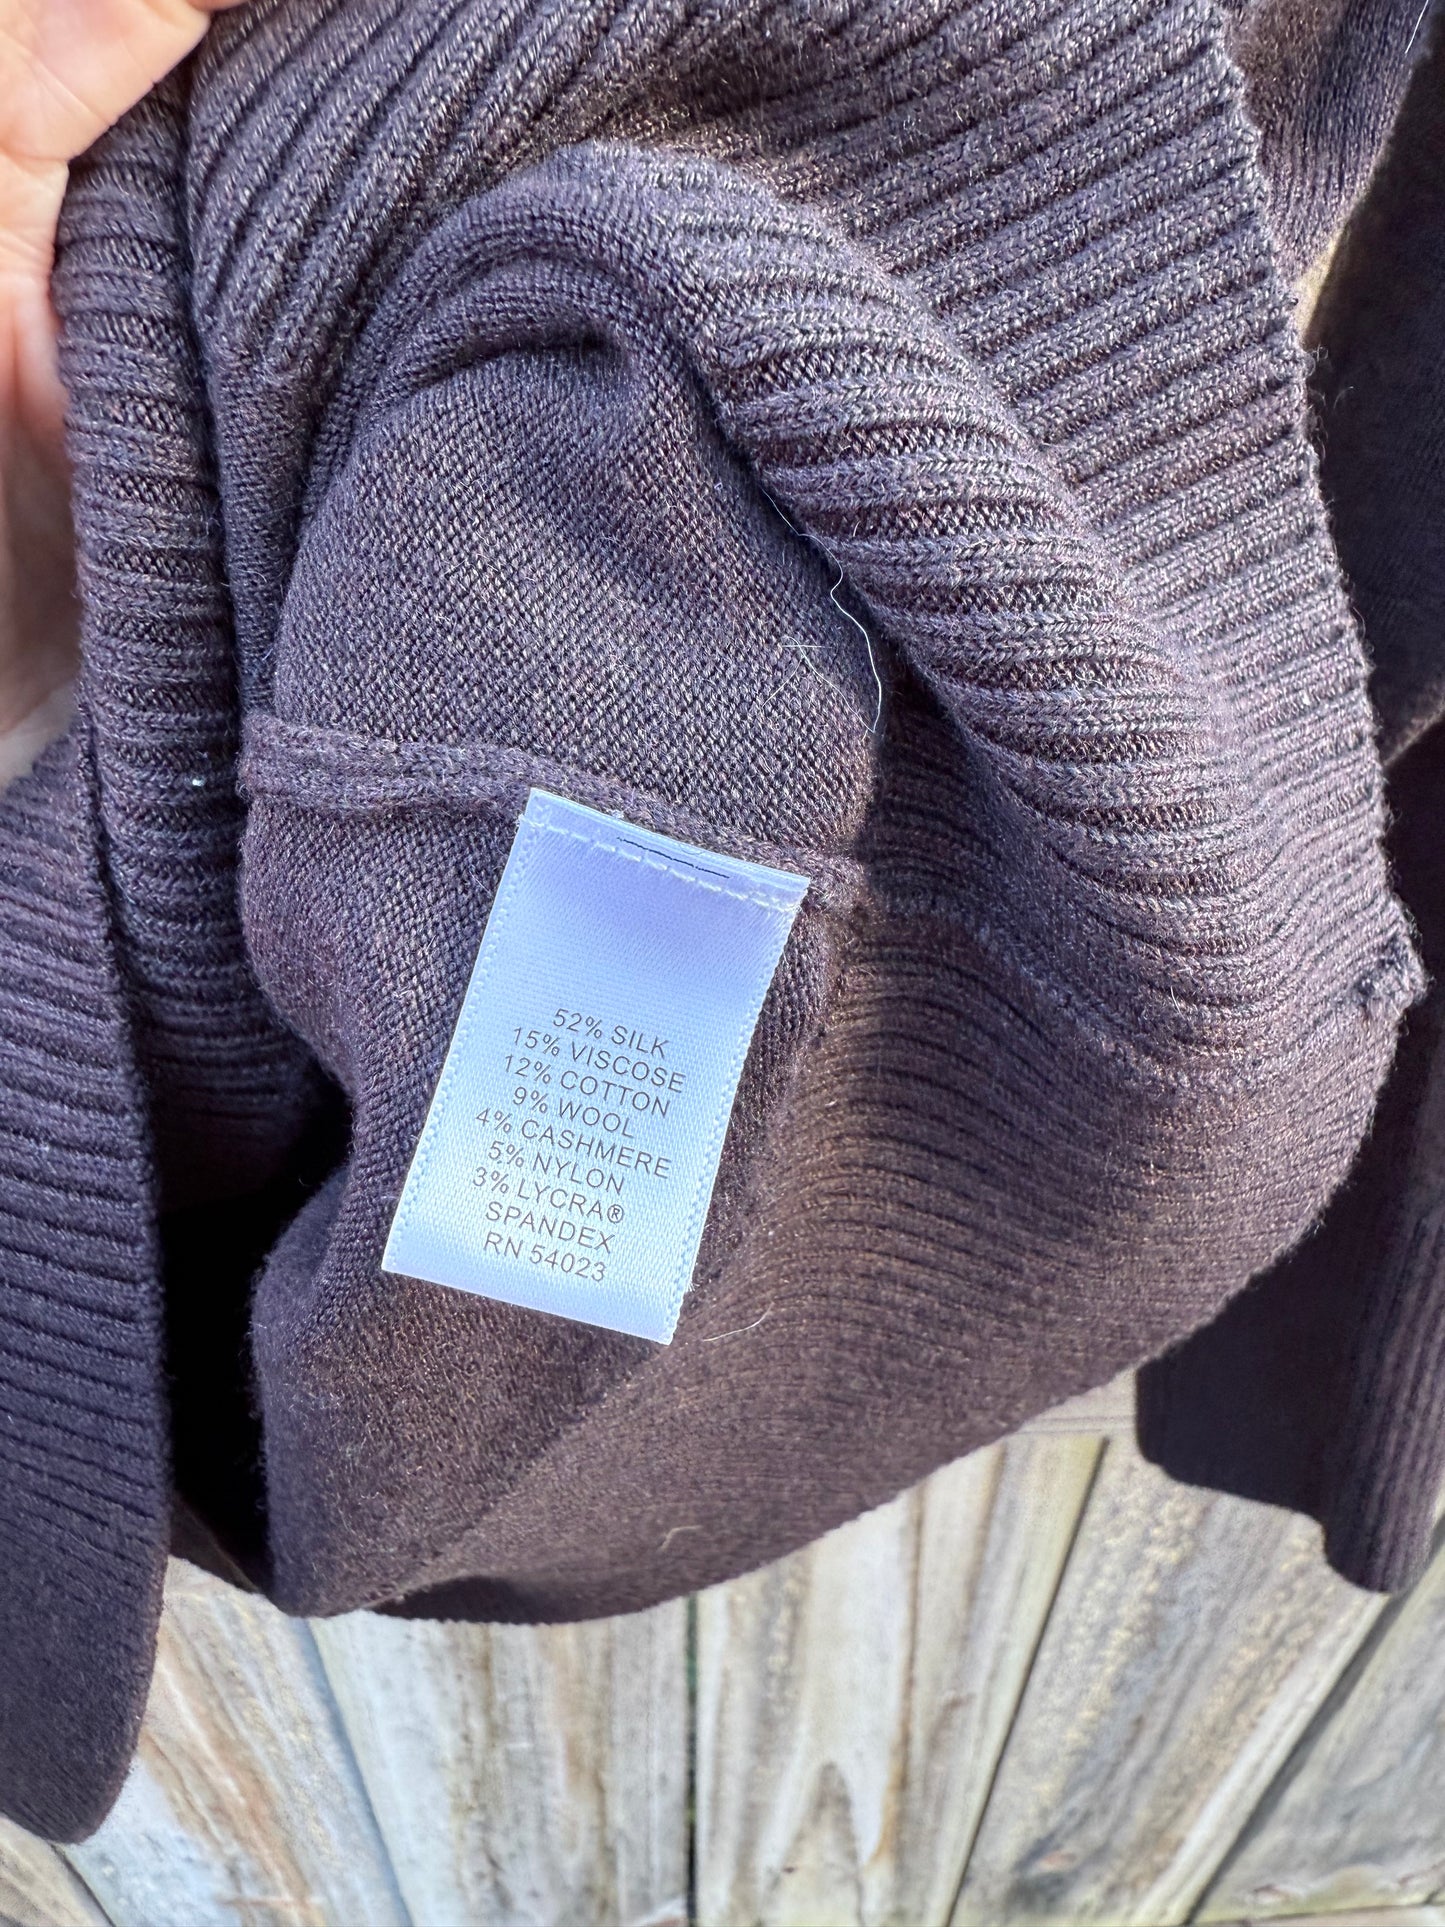 52% SILK
15% VISCOSE
12% COTTON
9% WOOL
4% CASHMERE
5% NYLON
3% LYCRA®
SPANDEX
RN 54023